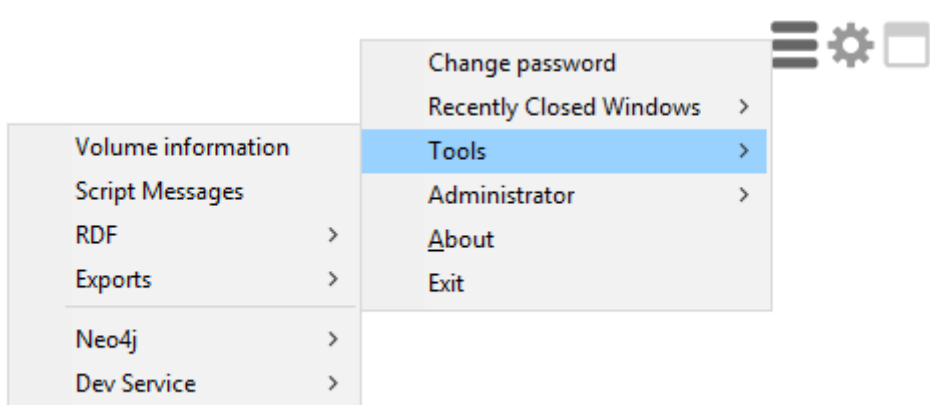 Change password
Recently Closed Windows
Tools
Administrator
About
Exit
Volume information
Script Messages
RDF
Exports
Neo4j
Dev Service